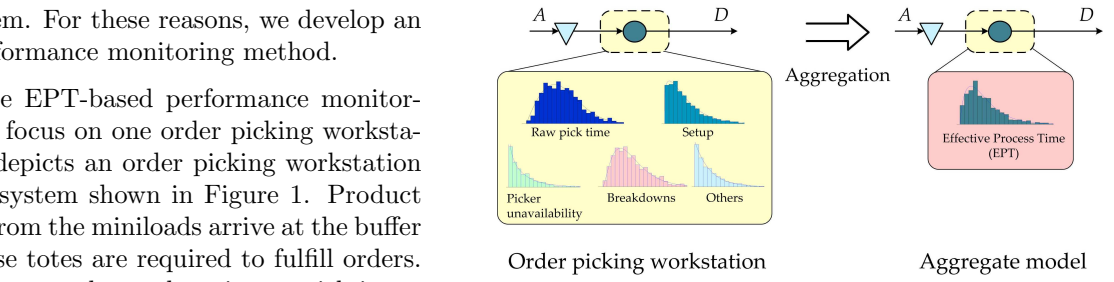 em. For these reasons, we develop an
formance monitoring method.
e EPT-based performance monitor-
focus on one order picking worksta-
depicts an order picking workstation
system shown in Figure 1. Product
rom the miniloads arrive at the buffer
se totes are required to fulfill orders.
A
D
Raw pick time
Setup
Picker
unavailability
Breakdowns
Others
Order picking workstation
Aggregation
A
D
Effective Process Time
(EPT)
Aggregate model